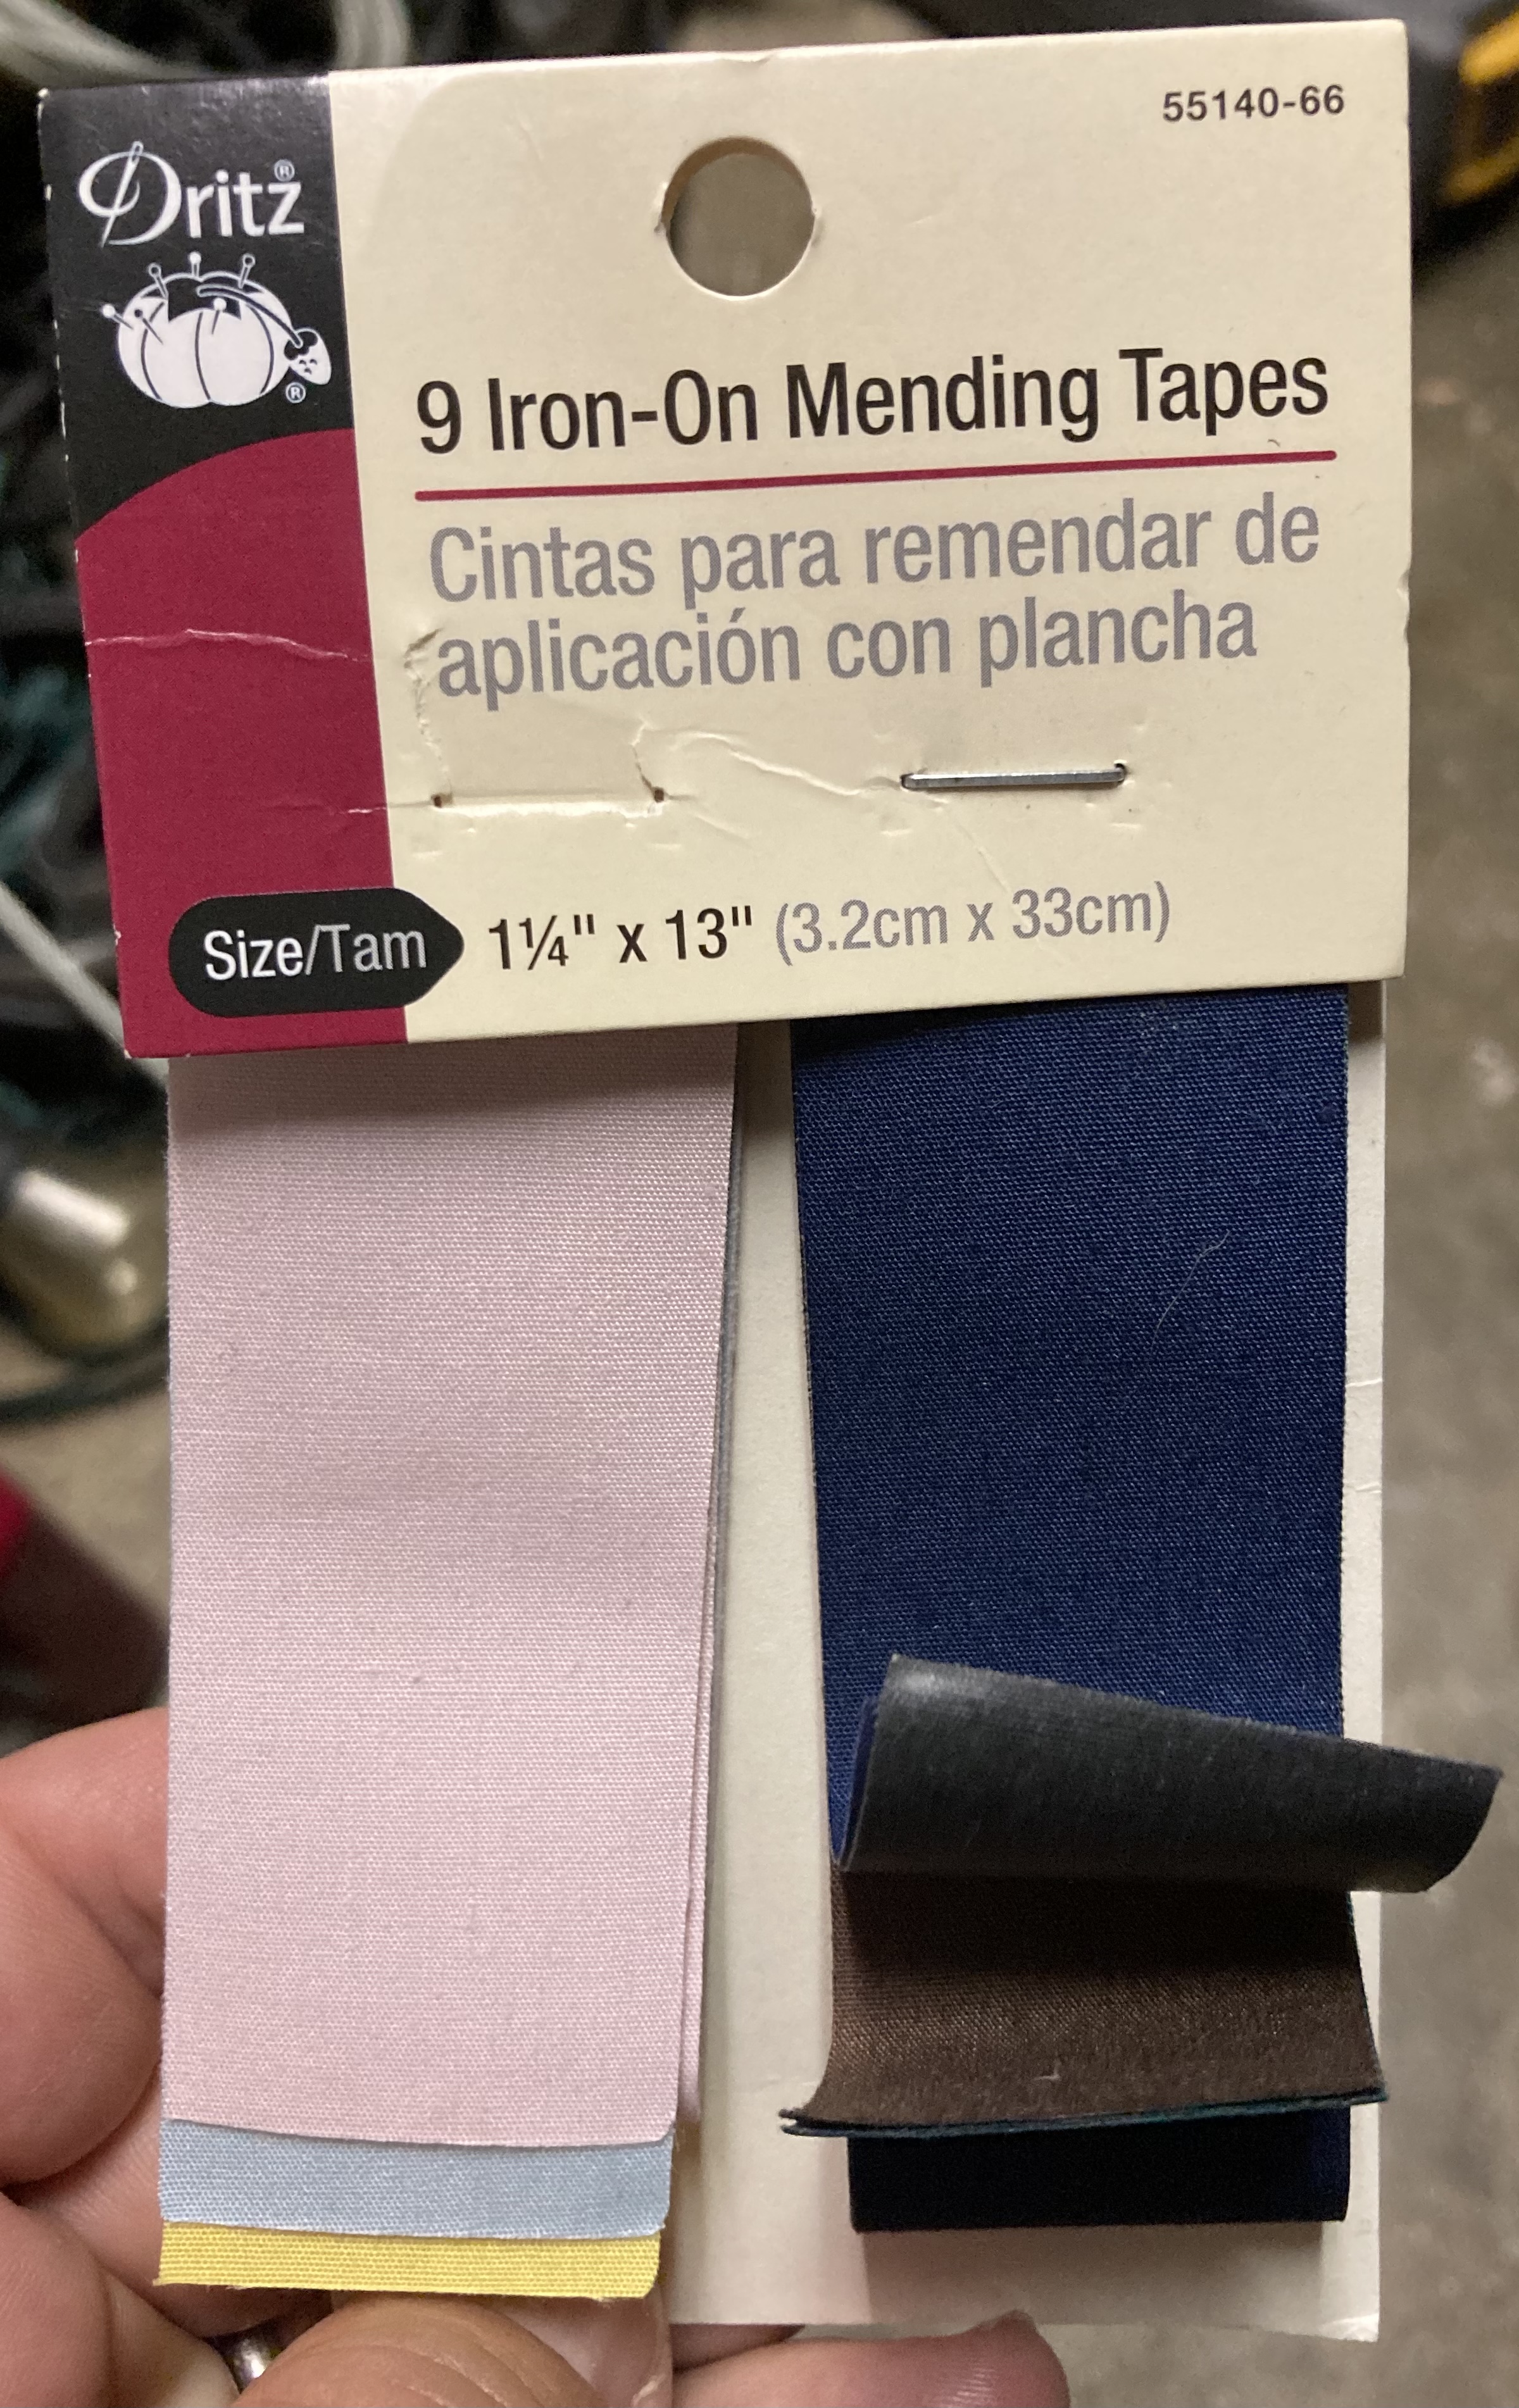 55140-66
Dritz®
®
9 Iron-On Mending Tapes
Cintas para remendar de
aplicación con plancha
Size/Tam 1¼" x 13" (3.2cm x 33cm)